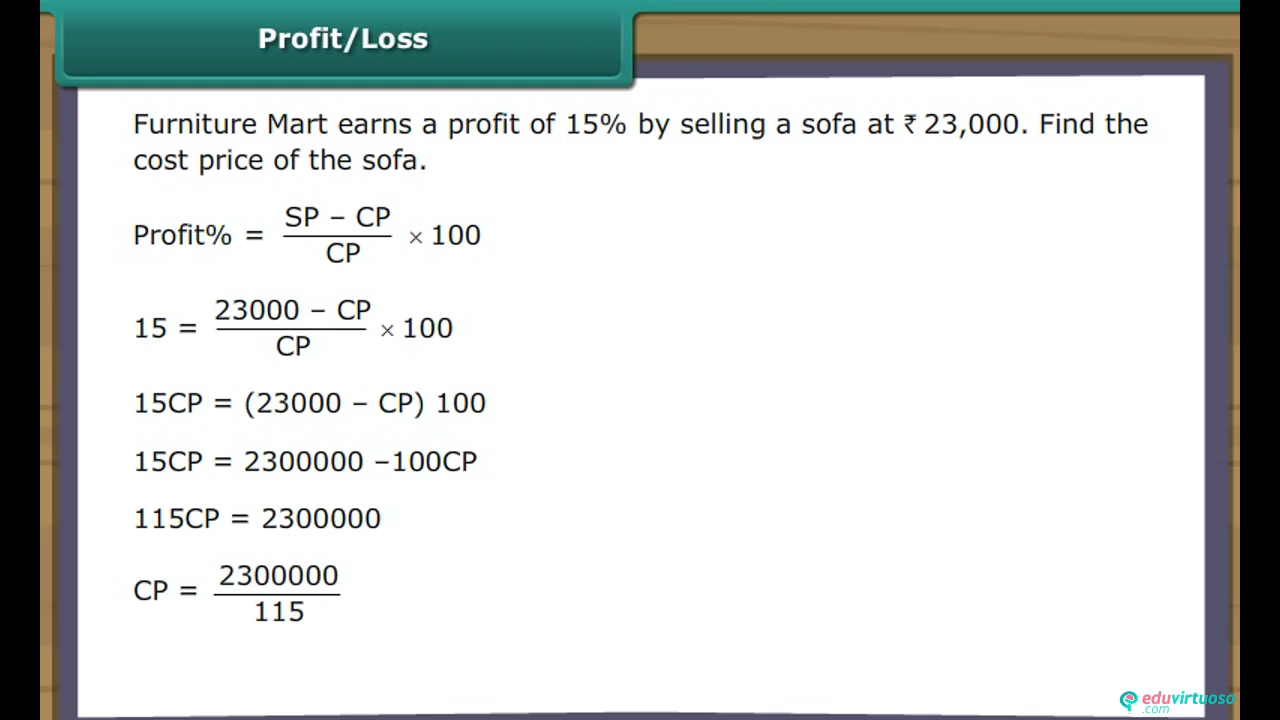 Profit/Loss
Furniture Mart earns a profit of 15% by selling a sofa at ₹ 23,000. Find the
cost price of the sofa.
Profit% = SP – CP / CP × 100
15 = 23000 – CP / CP × 100
15CP = (23000 – CP) 100
15CP = 2300000 –100CP
115CP = 2300000
CP = 2300000 / 115
eduvirtuoso
.com